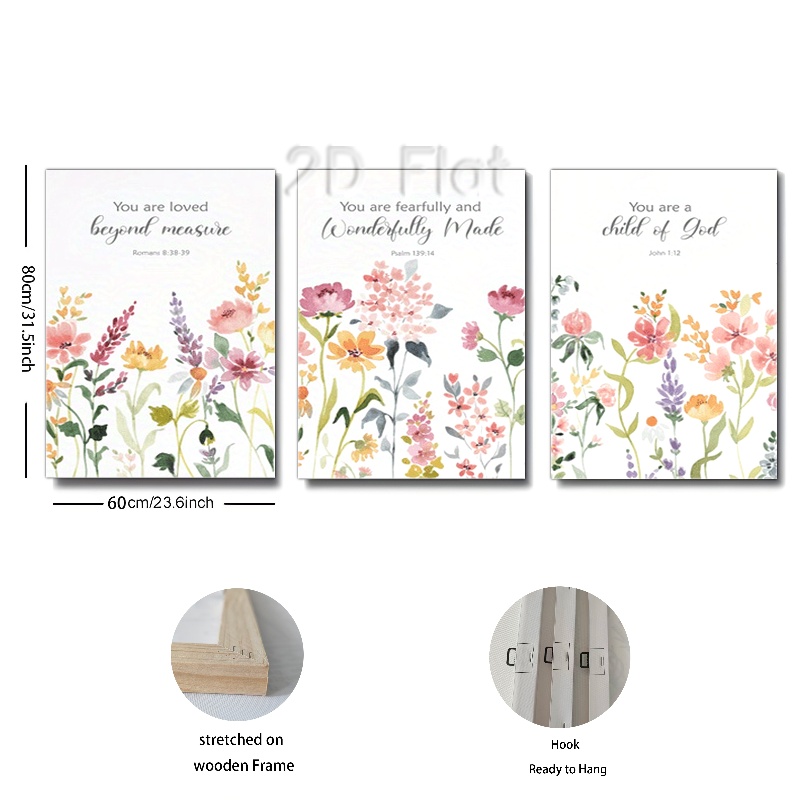 2D Flat
You are loved
beyond measure
Romans 8:38-39
You are fearfully and
Wonderfully Made
Psalm 139:14
You are a
child of God
John 1:12
80cm/31.5inch
60cm/23.6inch
stretched on
wooden Frame
Hook
Ready to Hang